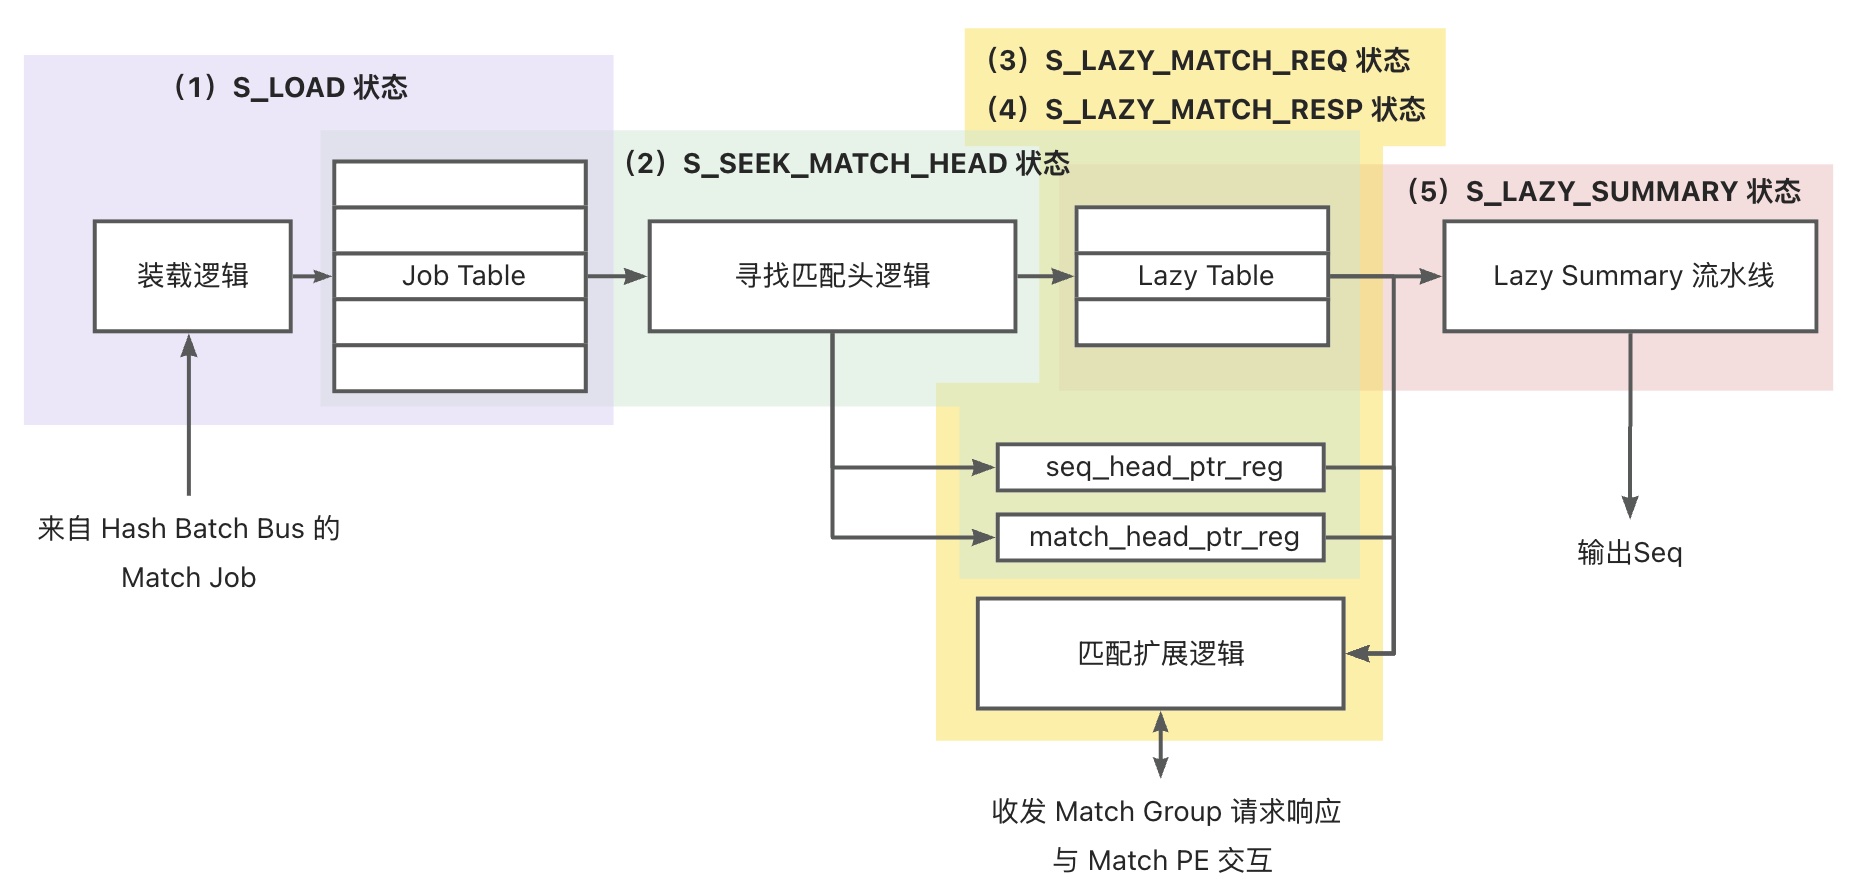 (1) S_LOAD 状态
(3) S_LAZY_MATCH_REQ 状态
(4) S_LAZY_MATCH_RESP 状态
(2) S_SEEK_MATCH_HEAD 状态
(5) S_LAZY_SUMMARY 状态
装载逻辑
Job Table
寻找匹配头逻辑
Lazy Table
Lazy Summary 流水线
seq_head_ptr_reg
match_head_ptr_reg
来自 Hash Batch Bus 的
Match Job
输出Seq
匹配扩展逻辑
收发 Match Group 请求响应
与 Match PE 交互